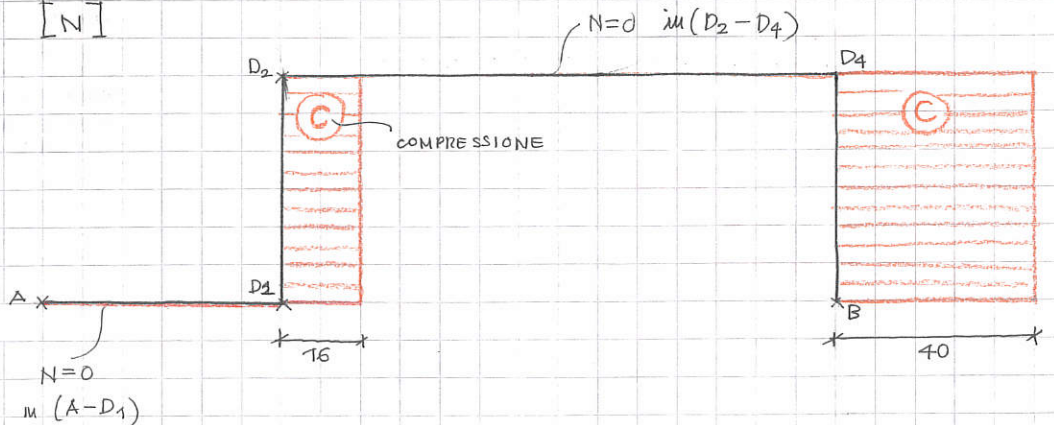 [N]
N=0 in (D2-D4)
D2
D4
C
C
COMPRESSIONE
A
D1
B
16
40
N=0
in (A-D1)